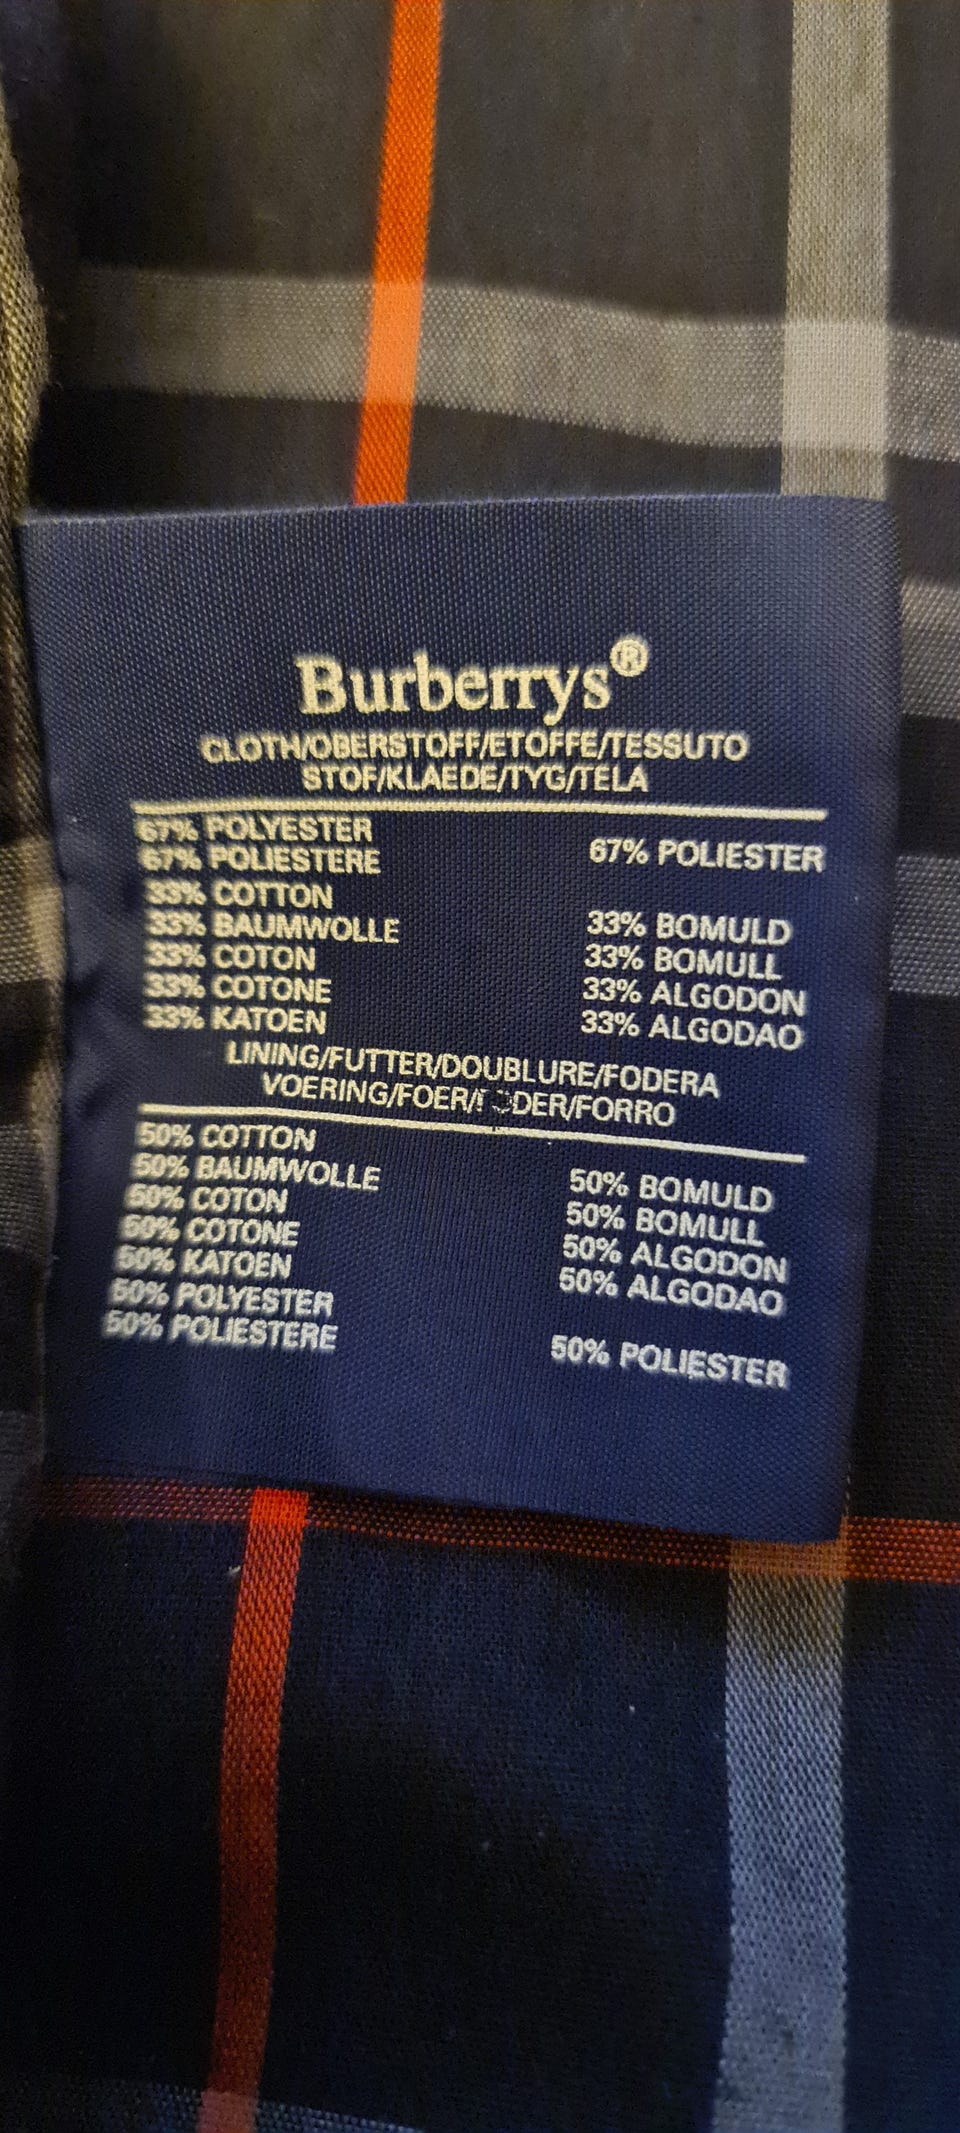 Burberrys®
CLOTH/OBERSTOFF/ETOFFE/TESSUTO
STOF/KLAEDE/TYG/TELA
67% POLYESTER
67% POLIESTERE
67% POLIESTER
33% COTTON
33% BAUMWOLLE
33% COTON
33% COTONE
33% KATOEN
33% BOMULD
33% BOMULL
33% ALGODON
33% ALGODAO
LINING/FUTTER/DOUBLURE/FODERA
VOERING/FOER/ DER/FORRO
50% COTTON
50% BAUMWOLLE
50% COTON
50% COTONE
50% KATOEN
50% POLYESTER
50% POLIESTERE
50% BOMULD
50% BOMULL
50% ALGODON
50% ALGODAO
50% POLIESTER